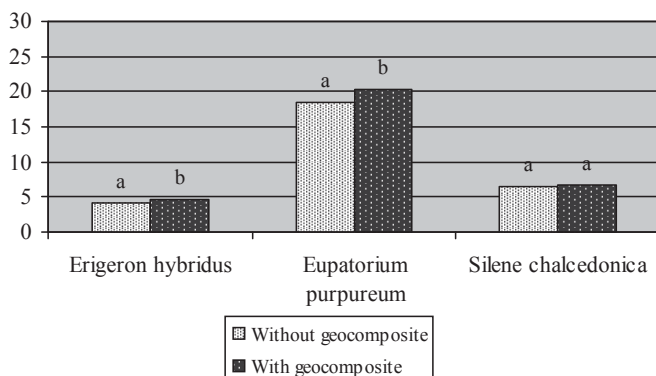 30
25
20
15
10
5
0
a b
a b
a a
Erigeron hybridus
Eupatorium
purpureum
Silene chalcedonica
Without geocomposite
With geocomposite